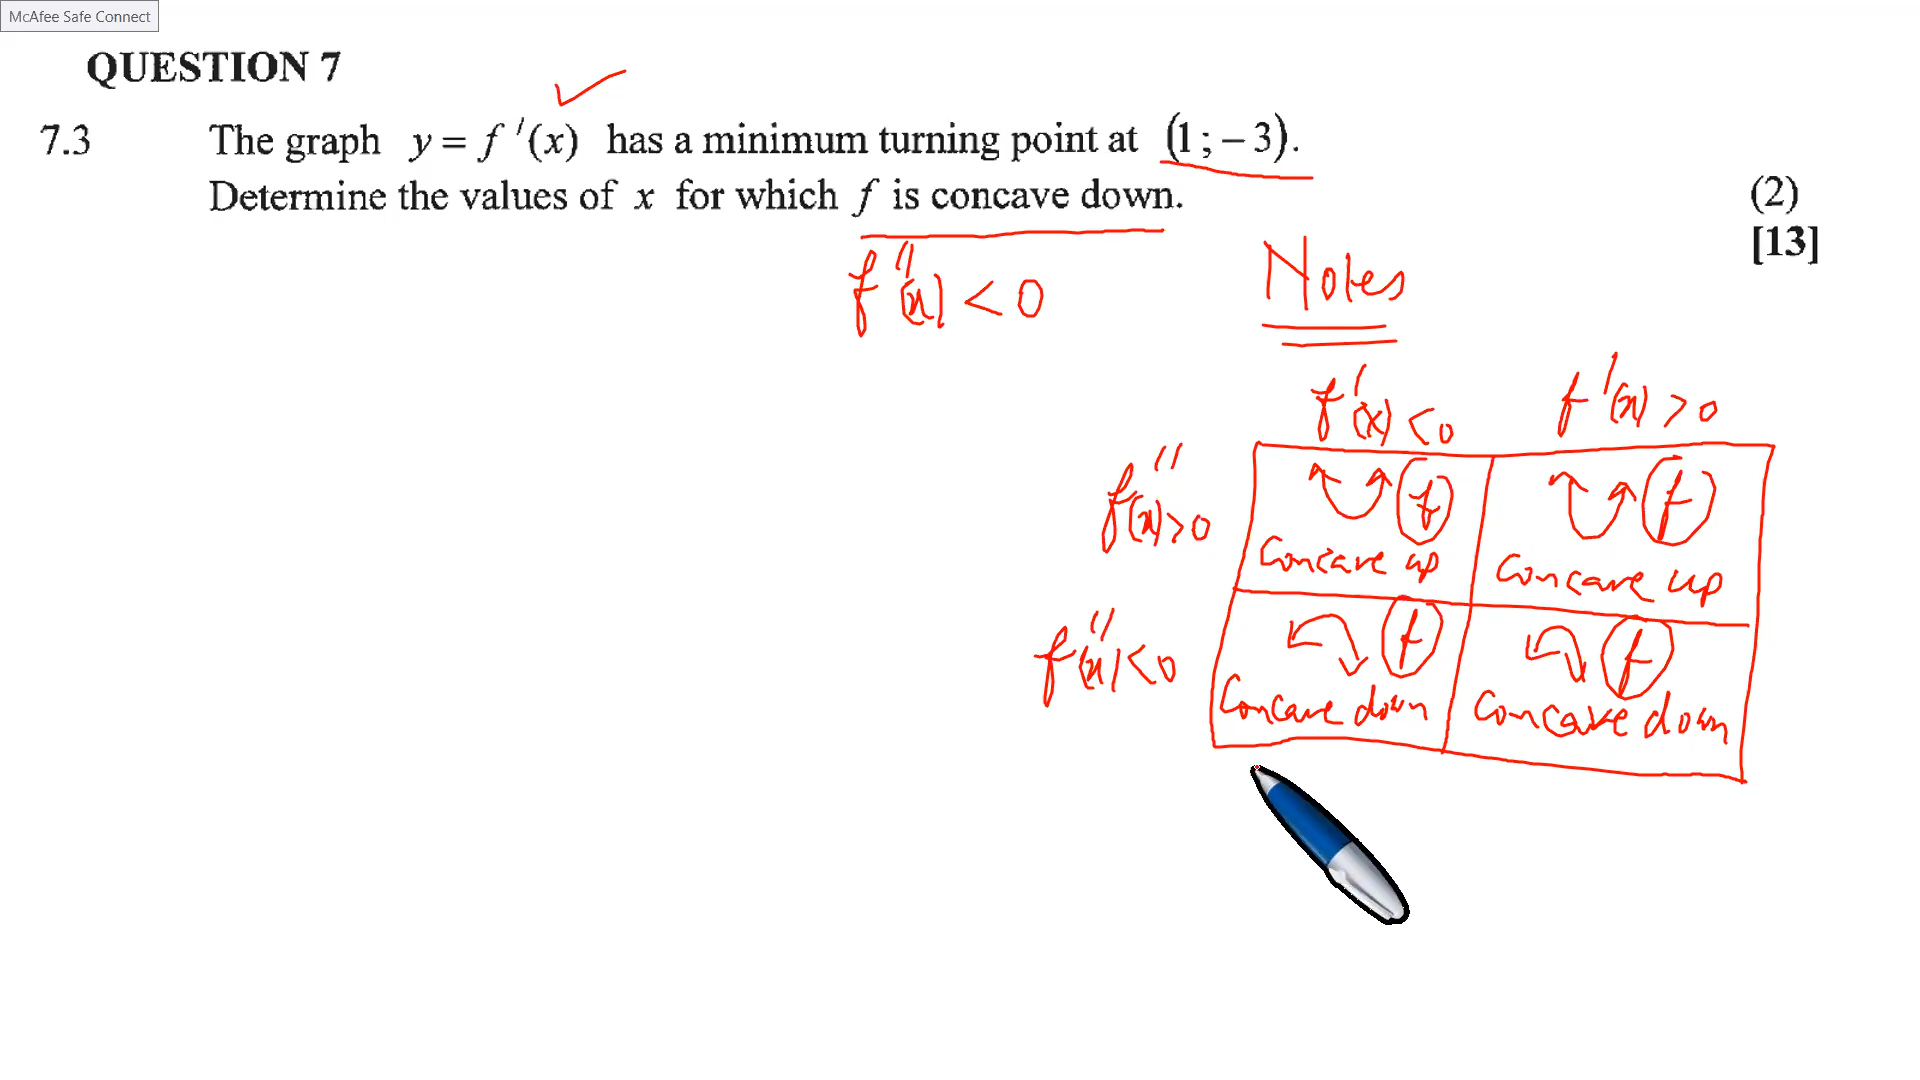 McAfee Safe Connect
QUESTION 7
7.3 The graph y = f ′(x) has a minimum turning point at (1 ; – 3).
Determine the values of x for which f is concave down. (2)
[13]
f''(x) < 0
Notes
f'(x) < 0 f'(x) > 0
f''(x) > 0 f f
Concave up Concave up
f''(x) < 0 f f
Concave down Concave down